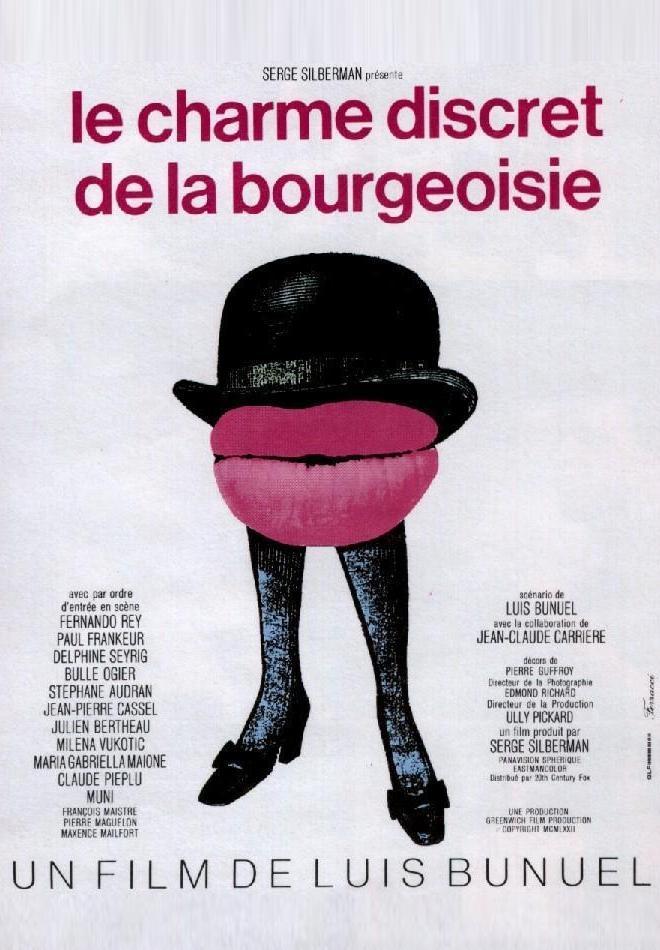 SERGE SILBERMAN présente
le charme discret
de la bourgeoisie
avec par ordre
d'entrée en scène
FERNANDO REY
PAUL FRANKEUR
DELPHINE SEYRIG
BULLE OGIER
STEPHANE AUDRAN
JEAN-PIERRE CASSEL
JULIEN BERTHEAU
MILENA VUKOTIC
MARIA GABRIELLA MAIONE
CLAUDE PIEPLU
MUNI
FRANÇOIS MAISTRE
PIERRE MAGUELON
MAXENCE MAILFORT
scénario de
LUIS BUNUEL
avec la collaboration de
JEAN-CLAUDE CARRIERE
décors de
PIERRE GUFFROY
Directeur de la Photographie
EDMOND RICHARD
Directeur de la Production
ULLY PICKARD
un film produit par
SERGE SILBERMAN
PANAVISION SPHERIQUE
EASTMANCOLOR
Distribué par 20th Century Fox
UNE PRODUCTION
GREENWICH FILM PRODUCTION
COPYRIGHT MCMLXXII
Ferracci
UN FILM DE LUIS BUNUEL